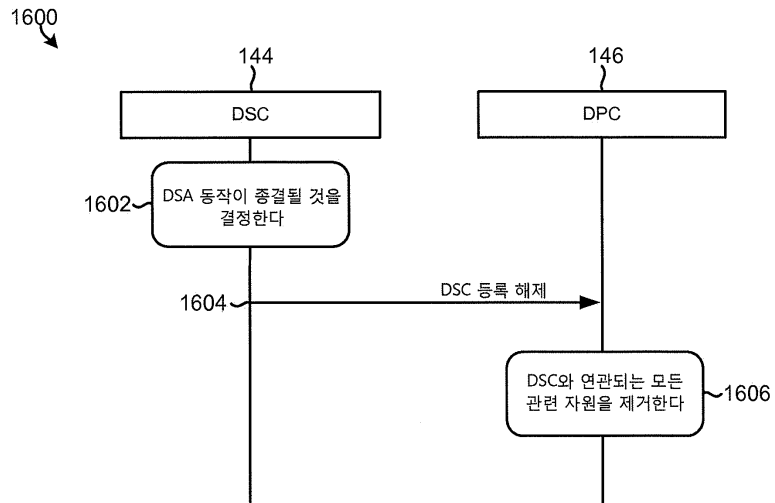 1600
144
146
DSC
DPC
DSA 동작이 종결될 것을
결정한다
1602
1604
DSC 등록 해제
DSC와 연관되는 모든
관련 자원을 제거한다
1606